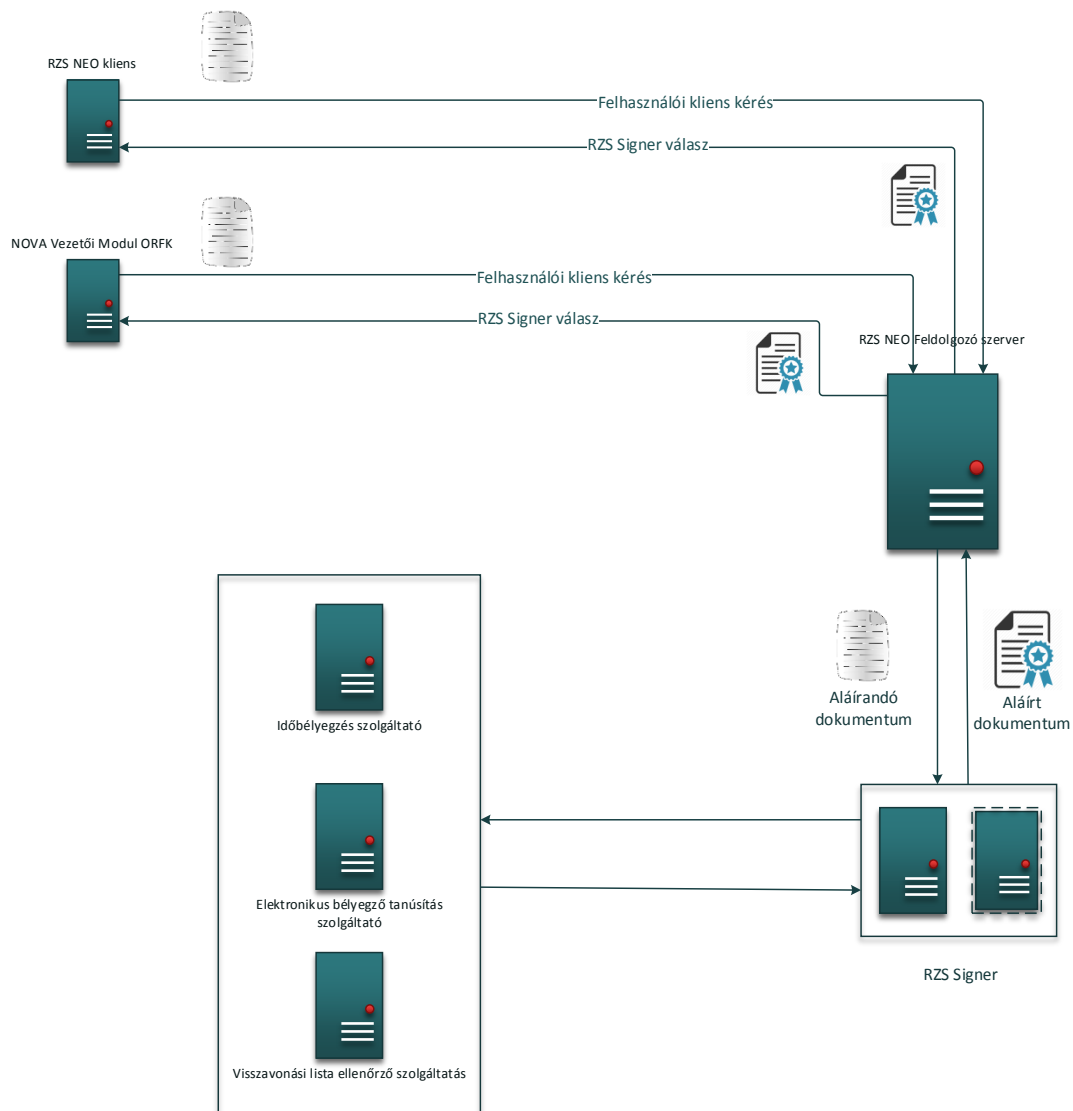 RZS NEO kliens
Felhasználói kliens kérés
RZS Signer válasz
NOVA Vezetői Modul ORFK
Felhasználói kliens kérés
RZS Signer válasz
RZS NEO Feldolgozó szerver
Aláírandó
dokumentum
Aláírt
dokumentum
Időbélyegzés szolgáltató
Elektronikus bélyegző tanúsítás
szolgáltató
RZS Signer
Visszavonási lista ellenőrző szolgáltatás